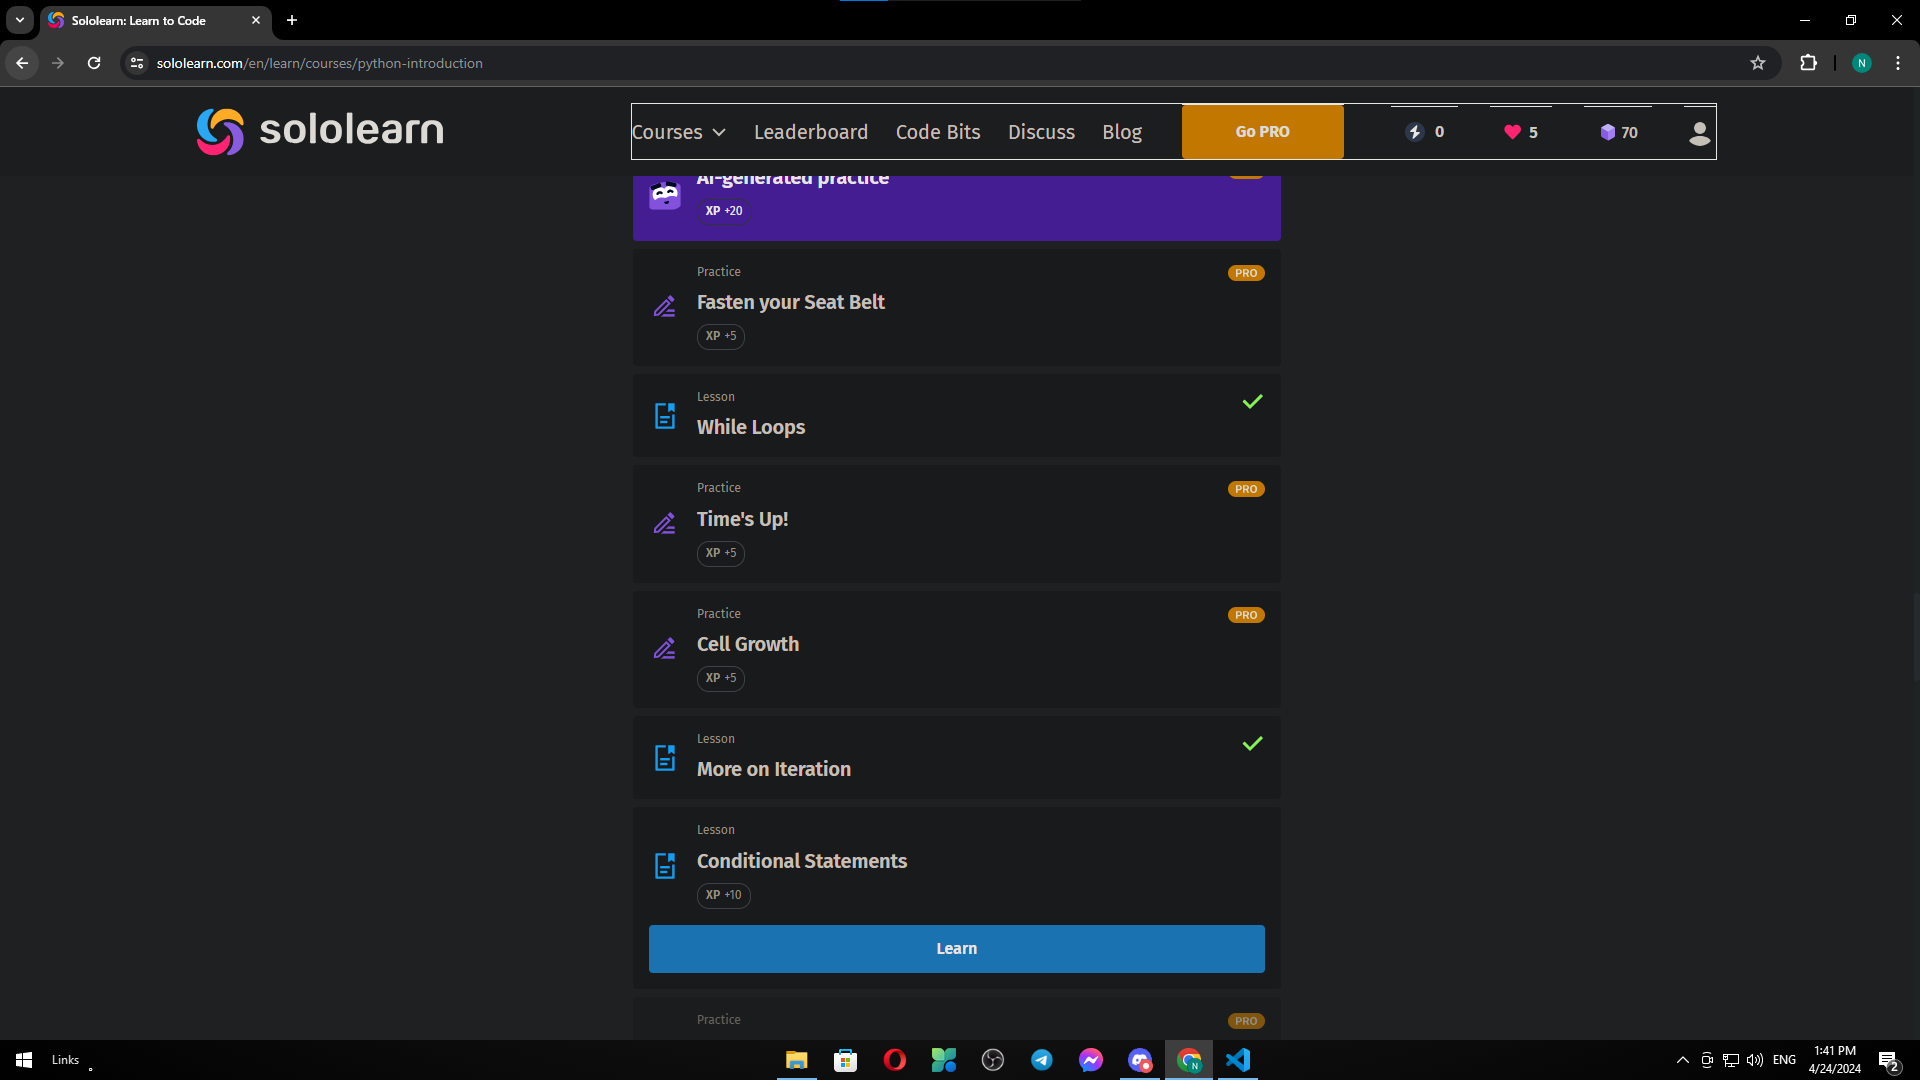 Sololearn: Learn to Code
sololearn.com/en/learn/courses/python-introduction
N
sololearn
Courses
Leaderboard
Code Bits
Discuss
Blog
Go PRO
0
5
70
AI-generated practice
XP +20
Practice
PRO
Fasten your Seat Belt
XP +5
Lesson
While Loops
Practice
PRO
Time's Up!
XP +5
Practice
PRO
Cell Growth
XP +5
Lesson
More on Iteration
Lesson
Conditional Statements
XP +10
Learn
Practice
PRO
Links
N
ENG
1:41 PM
4/24/2024
2